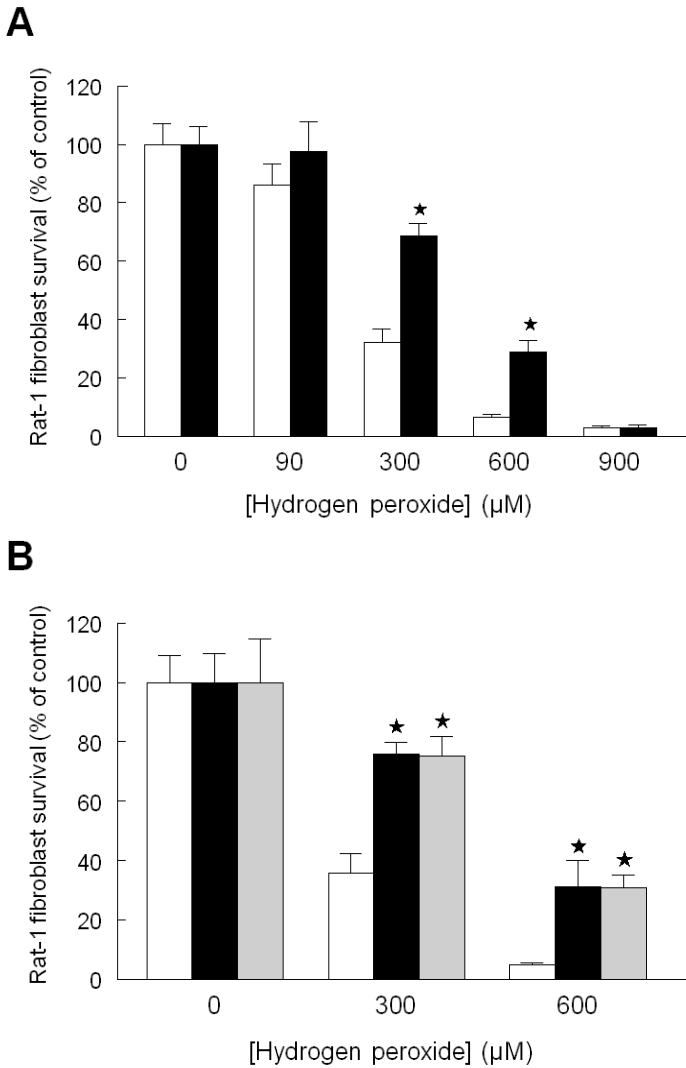 A
Rat-1 fibroblast survival (% of control)
120
100
80
60
40
20
0
0 90 300 600 900
[Hydrogen peroxide] (µM)
B
Rat-1 fibroblast survival (% of control)
120
100
80
60
40
20
0
0 300 600
[Hydrogen peroxide] (µM)